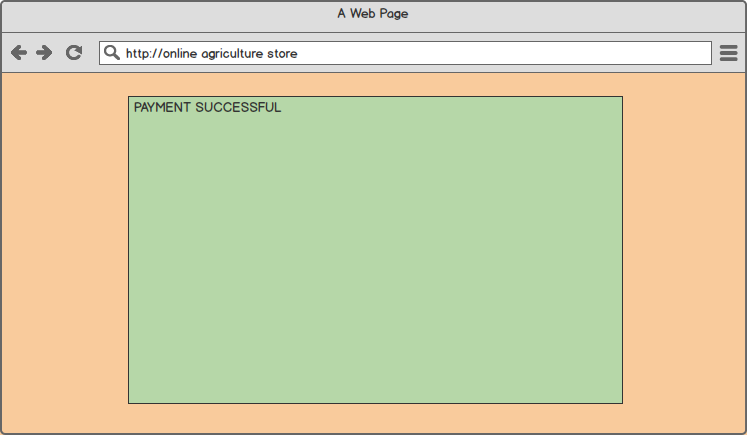 A Web Page
http://online agriculture store
PAYMENT SUCCESSFUL